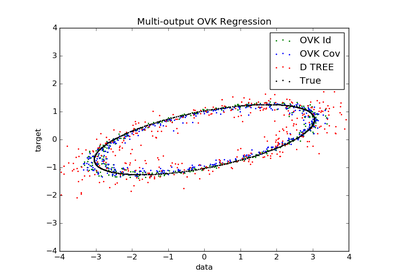 Multi-output OVK Regression
OVK Id
OVK Cov
D TREE
True
4
3
2
1
0
−1
−2
−3
−4
target
−4 −3 −2 −1 0 1 2 3 4
data